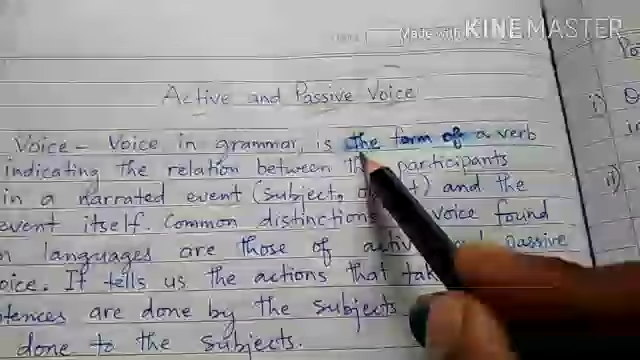 Made with KINEMASTER
Active and Passive Voice
Voice - Voice in grammar, is the form of a verb
indicating the relation between participants
in a narrated event (subject, and the
event itself. Common distinctions voice found
languages are those of and passive
It tells us the actions that
are done by the subjects
done to the subjects.
i)
ii)